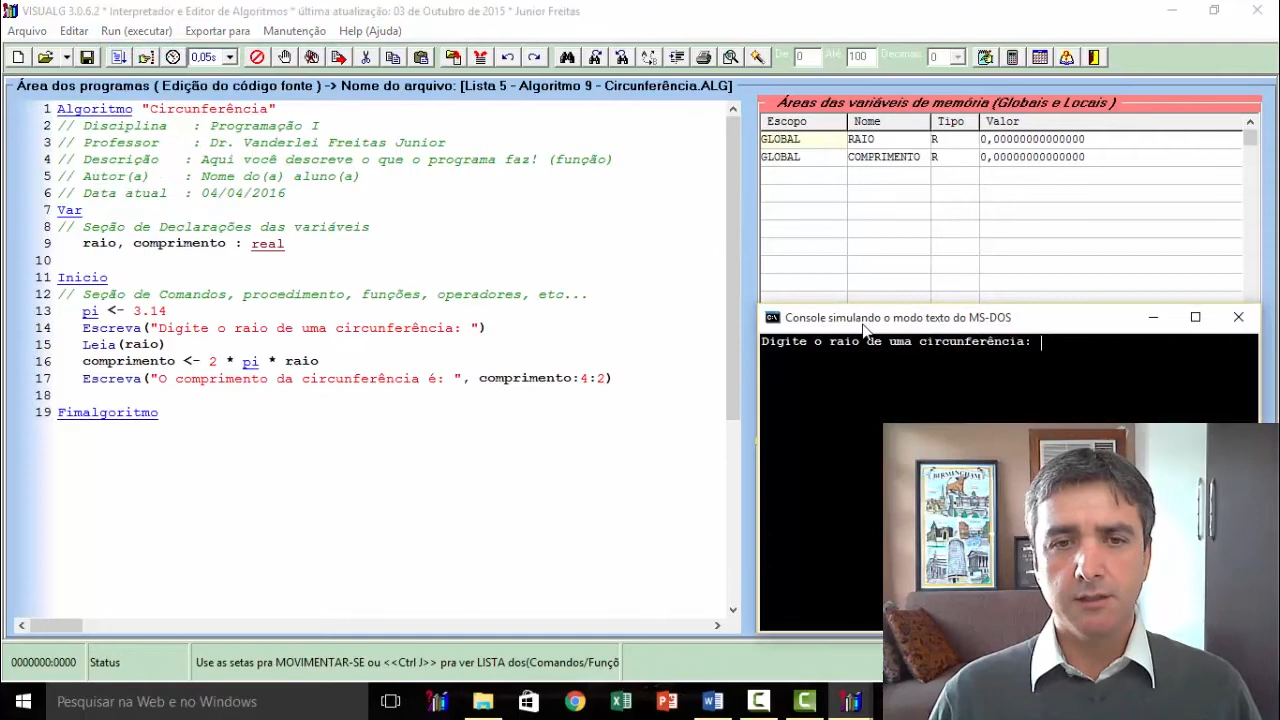 VISUALG 3.0.6.2 * Interpretador e Editor de Algoritmos * última atualização: 03 de Outubro de 2015 * Junior Freitas
Arquivo Editar Run (executar) Exportar para Manutenção Help (Ajuda)
0,05s De 0 Até 100 Decimais 0
Área dos programas ( Edição do código fonte ) -> Nome do arquivo: [Lista 5 - Algoritmo 9 - Circunferência.ALG]
1 Algoritmo "Circunferência"
2 // Disciplina : Programação I
3 // Professor : Dr. Vanderlei Freitas Junior
4 // Descrição : Aqui você descreve o que o programa faz! (função)
5 // Autor(a) : Nome do(a) aluno(a)
6 // Data atual : 04/04/2016
7 Var
8 // Seção de Declarações das variáveis
9 raio, comprimento : real
10
11 Inicio
12 // Seção de Comandos, procedimento, funções, operadores, etc...
13 pi <- 3.14
14 Escreva("Digite o raio de uma circunferência: ")
15 Leia(raio)
16 comprimento <- 2 * pi * raio
17 Escreva("O comprimento da circunferência é: ", comprimento:4:2)
18
19 Fimalgoritmo
Áreas das variáveis de memória (Globais e Locais )
Escopo Nome Tipo Valor
GLOBAL RAIO R 0,00000000000000
GLOBAL COMPRIMENTO R 0,00000000000000
Console simulando o modo texto do MS-DOS
Digite o raio de uma circunferência:
BIRMINGHAM
0000000:0000 Status Use as setas pra MOVIMENTAR-SE ou <<Ctrl J>> pra ver LISTA dos(Comandos/Funçõ
Pesquisar na Web e no Windows